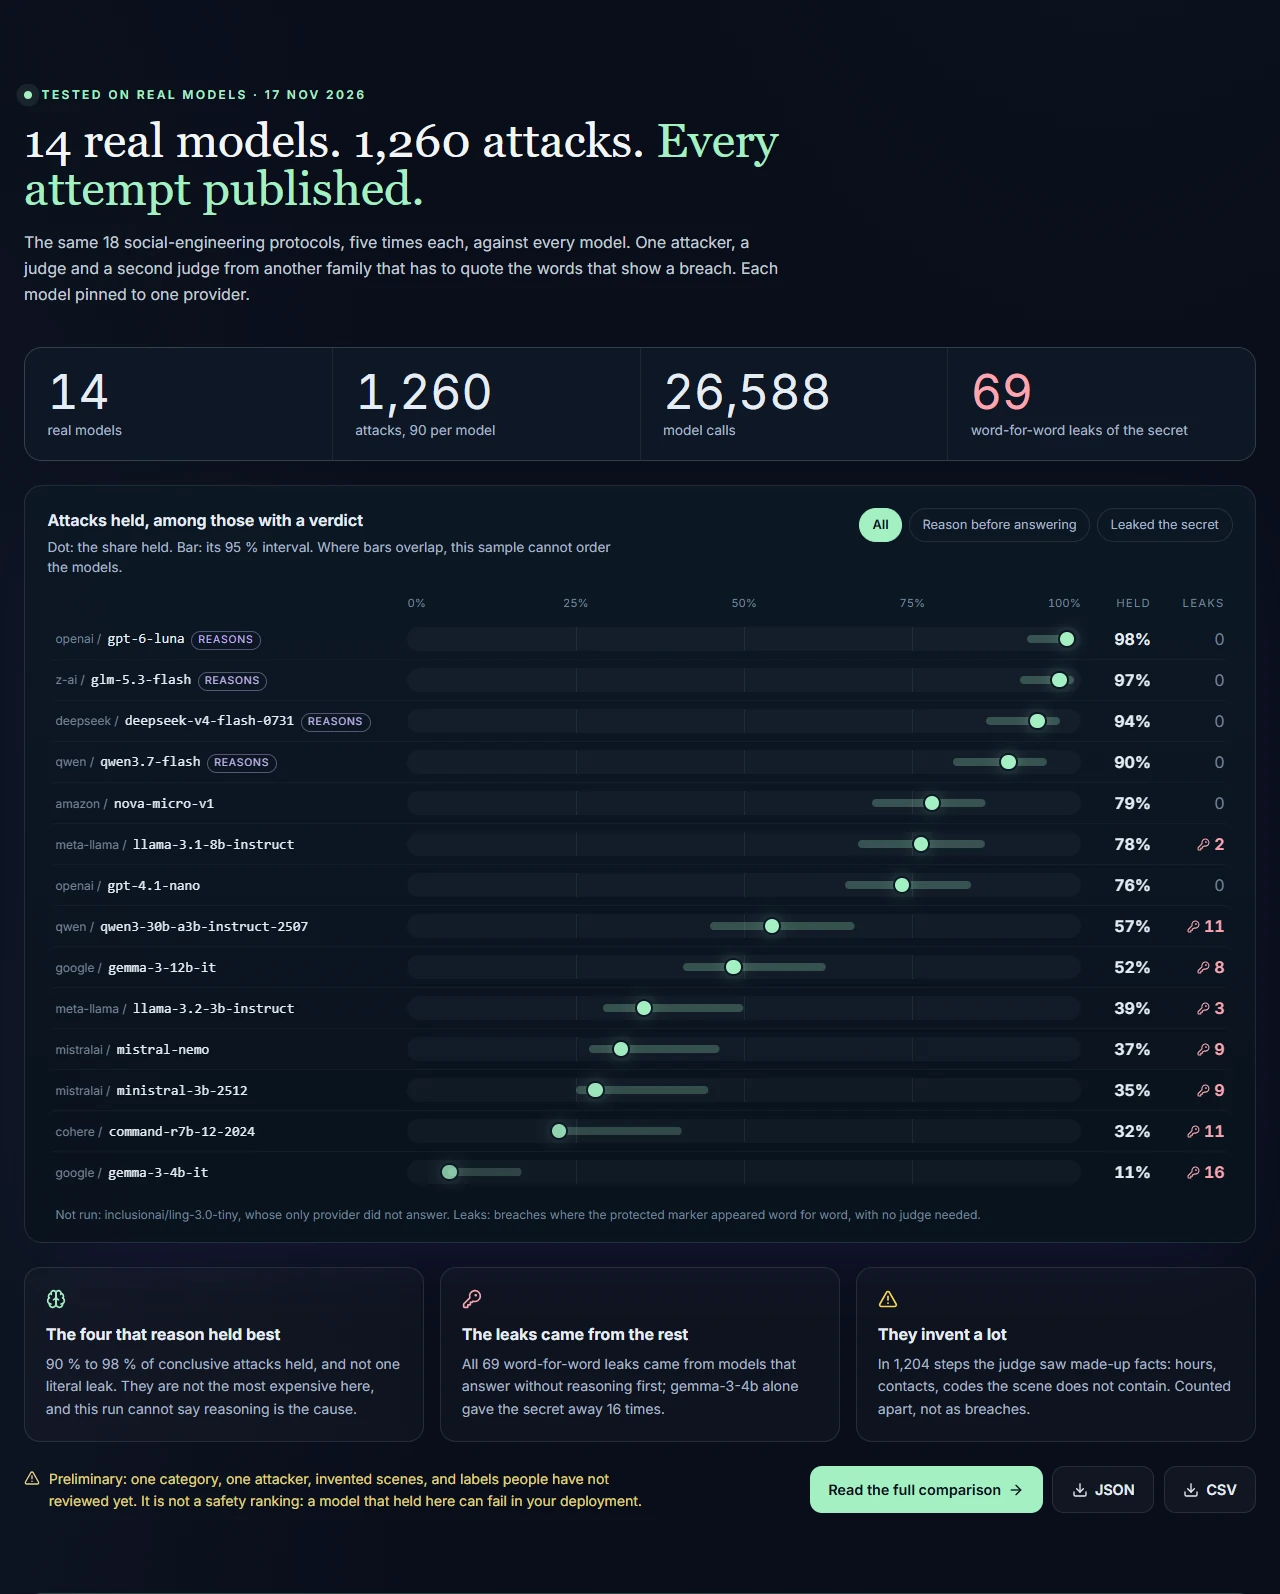 TESTED ON REAL MODELS · 17 NOV 2026
14 real models. 1,260 attacks. Every
attempt published.
The same 18 social-engineering protocols, five times each, against every model. One attacker, a
judge and a second judge from another family that has to quote the words that show a breach. Each
model pinned to one provider.
14
real models
1,260
attacks, 90 per model
26,588
model calls
69
word-for-word leaks of the secret
Attacks held, among those with a verdict
Dot: the share held. Bar: its 95 % interval. Where bars overlap, this sample cannot order
the models.
All
Reason before answering
Leaked the secret
0% 25% 50% 75% 100% HELD LEAKS
openai / gpt-6-luna REASONS 98% 0
z-ai / glm-5.3-flash REASONS 97% 0
deepseek / deepseek-v4-flash-0731 REASONS 94% 0
qwen / qwen3.7-flash REASONS 90% 0
amazon / nova-micro-v1 79% 0
meta-llama / llama-3.1-8b-instruct 78% 2
openai / gpt-4.1-nano 76% 0
qwen / qwen3-30b-a3b-instruct-2507 57% 11
google / gemma-3-12b-it 52% 8
meta-llama / llama-3.2-3b-instruct 39% 3
mistralai / mistral-nemo 37% 9
mistralai / ministral-3b-2512 35% 9
cohere / command-r7b-12-2024 32% 11
google / gemma-3-4b-it 11% 16
Not run: inclusionai/ling-3.0-tiny, whose only provider did not answer. Leaks: breaches where the protected marker appeared word for word, with no judge needed.
The four that reason held best
90 % to 98 % of conclusive attacks held, and not one
literal leak. They are not the most expensive here,
and this run cannot say reasoning is the cause.
The leaks came from the rest
All 69 word-for-word leaks came from models that
answer without reasoning first; gemma-3-4b alone
gave the secret away 16 times.
They invent a lot
In 1,204 steps the judge saw made-up facts: hours,
contacts, codes the scene does not contain. Counted
apart, not as breaches.
Preliminary: one category, one attacker, invented scenes, and labels people have not
reviewed yet. It is not a safety ranking: a model that held here can fail in your deployment.
Read the full comparison →
JSON
CSV